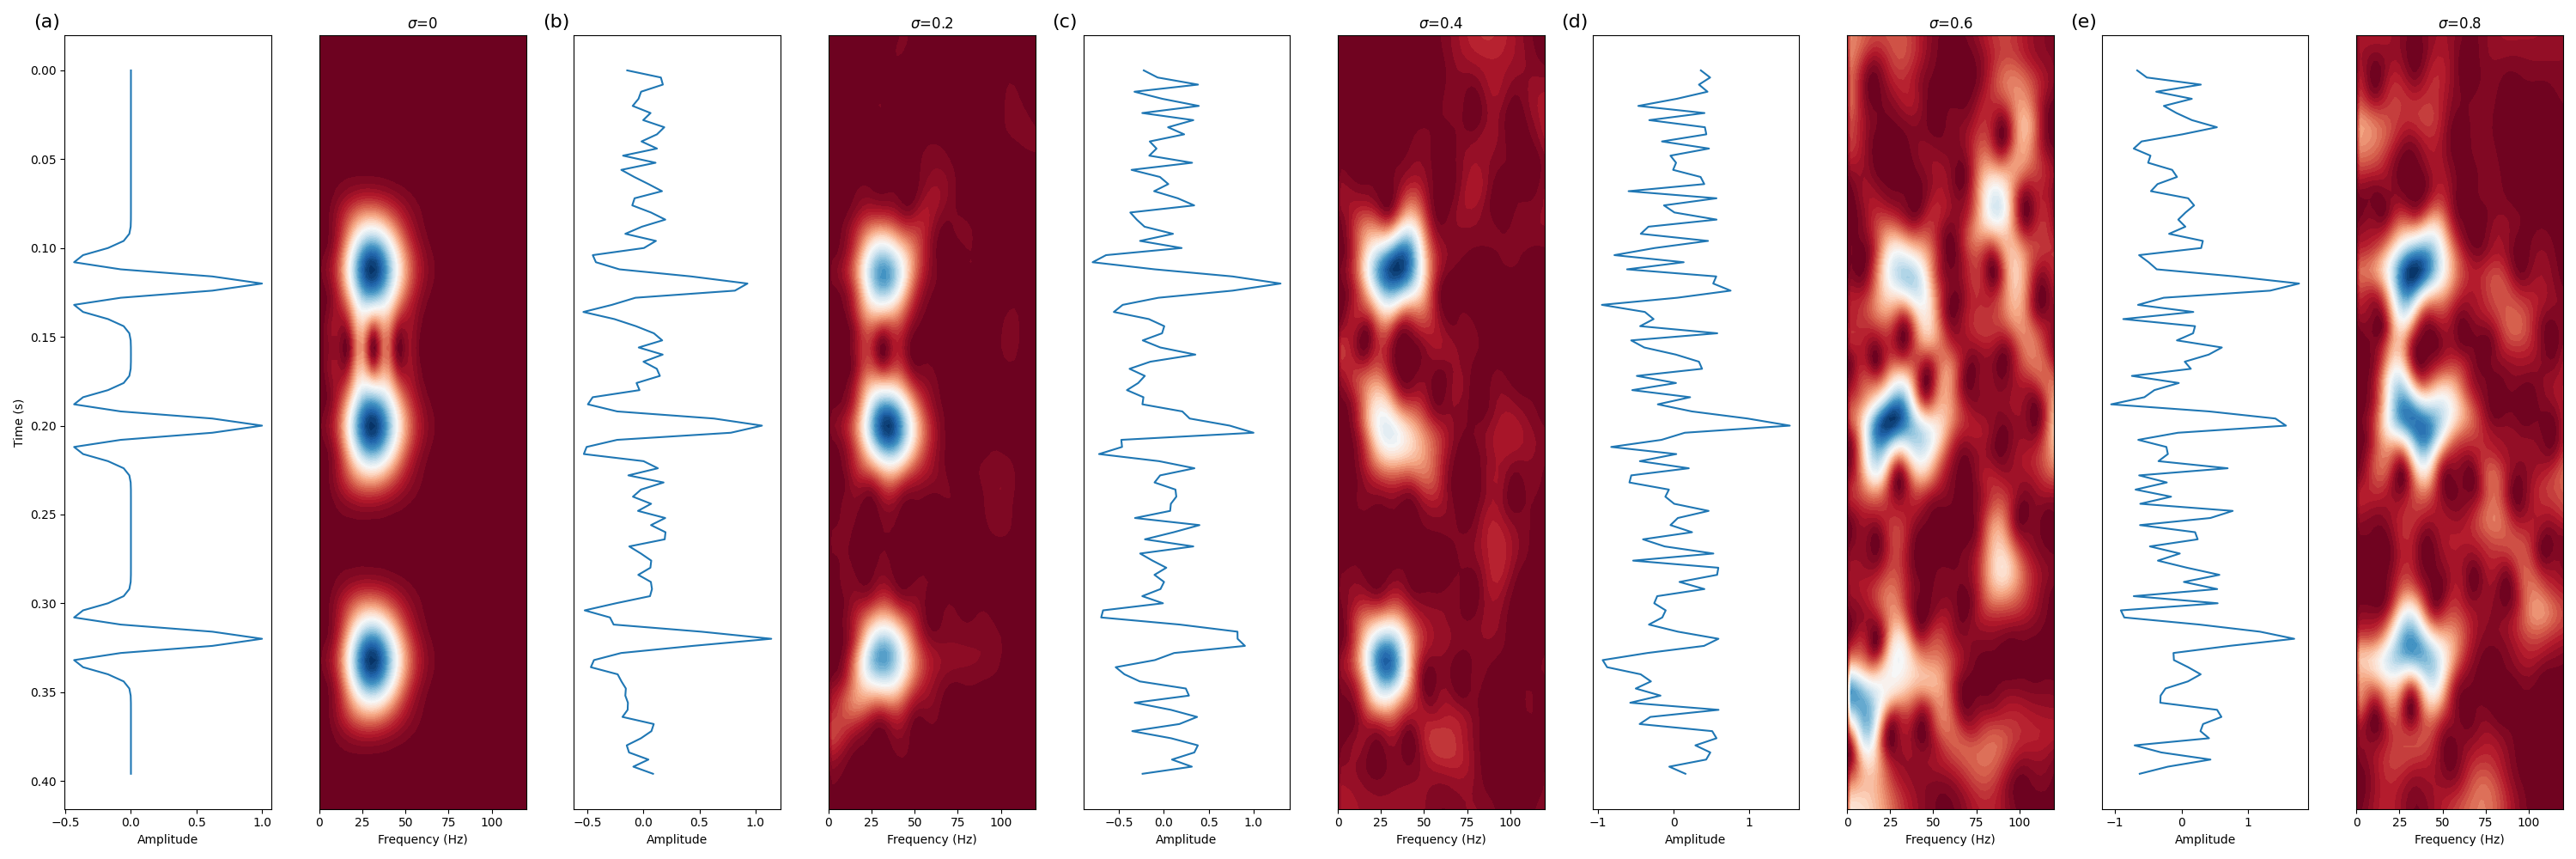 (a)
σ=0
(b)
σ=0.2
(c)
σ=0.4
(d)
σ=0.6
(e)
σ=0.8
0.00
0.05
0.10
0.15
0.20
0.25
0.30
0.35
0.40
Time (s)
−0.5 0.0 0.5 1.0
Amplitude
0 25 50 75 100
Frequency (Hz)
−0.5 0.0 0.5 1.0
Amplitude
0 25 50 75 100
Frequency (Hz)
−0.5 0.0 0.5 1.0
Amplitude
0 25 50 75 100
Frequency (Hz)
−1 0 1
Amplitude
0 25 50 75 100
Frequency (Hz)
−1 0 1
Amplitude
0 25 50 75 100
Frequency (Hz)